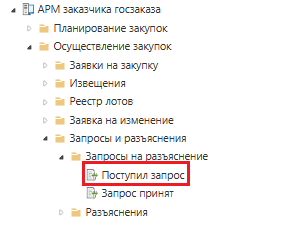 АРМ заказчика госзаказа
Планирование закупок
Осуществление закупок
Заявки на закупку
Извещения
Реестр лотов
Заявка на изменение
Запросы и разъяснения
Запросы на разъяснение
Поступил запрос
Запрос принят
Разъяснения